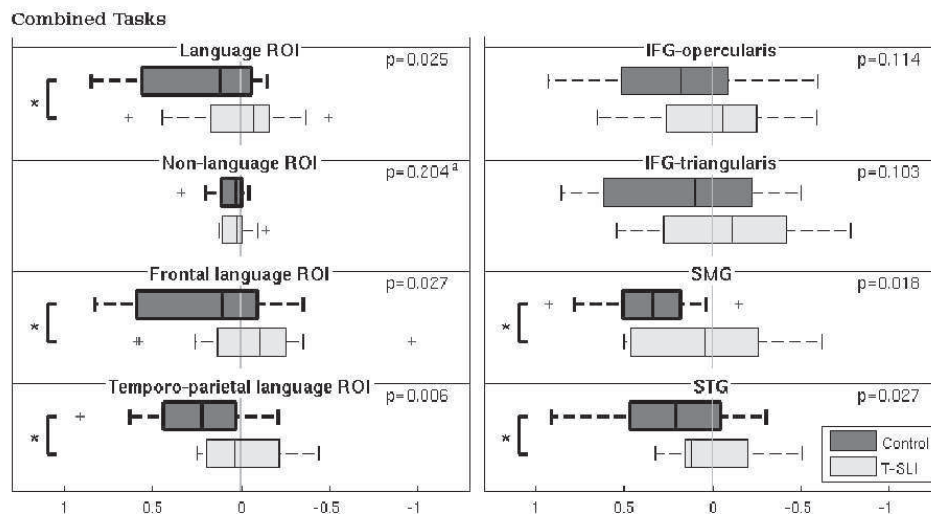 Combined Tasks
Language ROI
p=0.025
*
Non-language ROI
p=0.204a
Frontal language ROI
p=0.027
*
Temporo-parietal language ROI
p=0.006
*
1 0.5 0 -0.5 -1
IFG-opercularis
p=0.114
IFG-triangularis
p=0.103
SMG
p=0.018
*
STG
p=0.027
*
Control
T-SLI
1 0.5 0 -0.5 -1